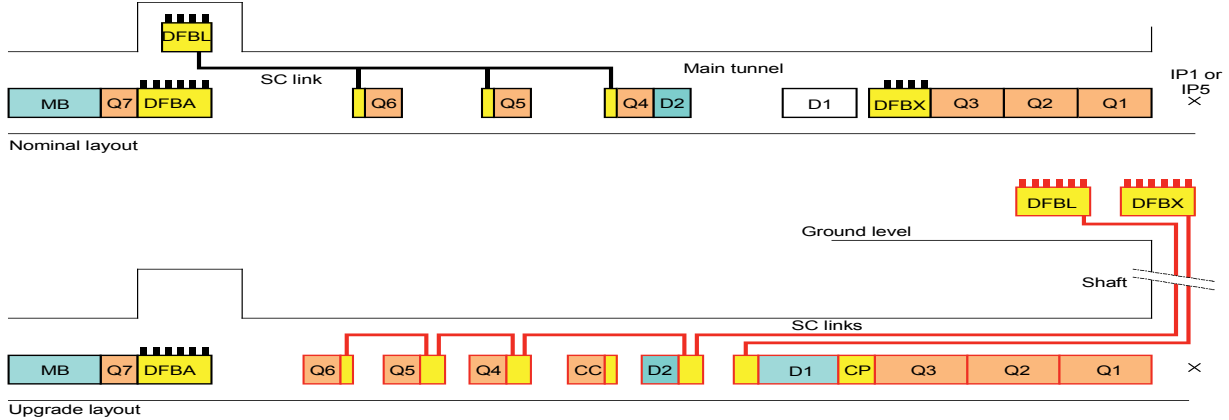 DFBL
SC link
Main tunnel
IP1 or
IP5
MB Q7 DFBA Q6 Q5 Q4 D2 D1 DFBX Q3 Q2 Q1
Nominal layout
DFBL DFBX
Ground level
Shaft
SC links
MB Q7 DFBA Q6 Q5 Q4 CC D2 D1 CP Q3 Q2 Q1
Upgrade layout